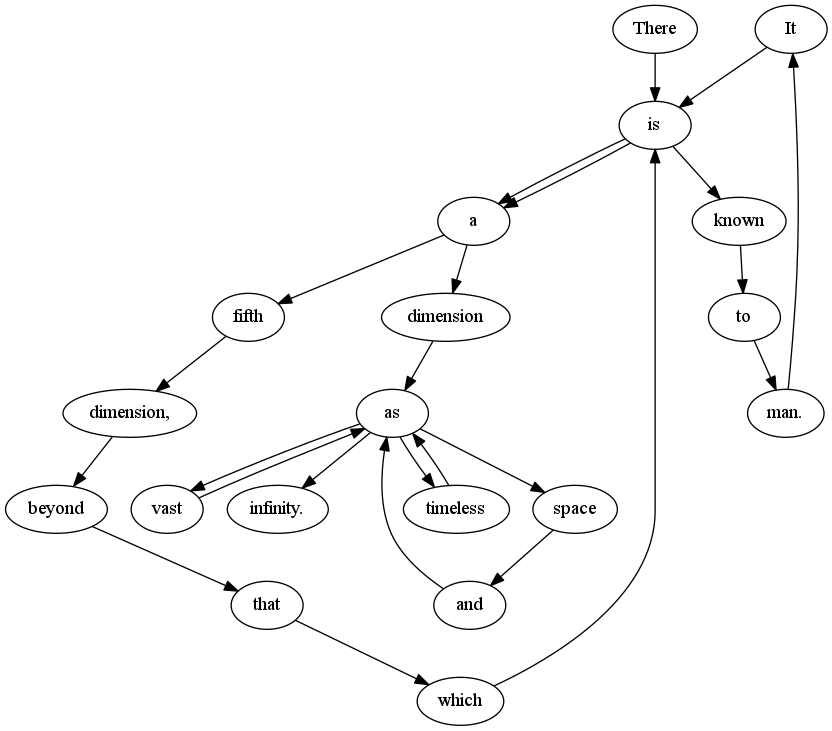 There
It
is
a
known
fifth
dimension
to
dimension,
as
man.
beyond
vast
infinity.
timeless
space
that
and
which